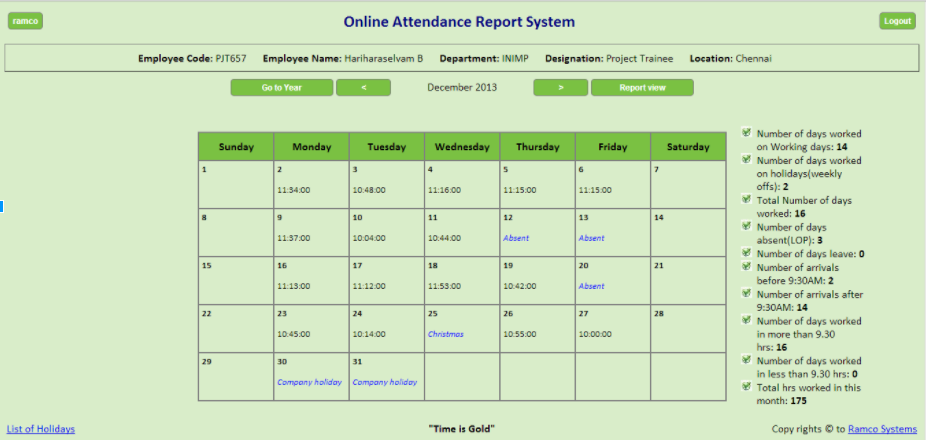 ramco
Online Attendance Report System
Logout
Employee Code: PJT657 Employee Name: Hariharaselvam B Department: INIMP Designation: Project Trainee Location: Chennai
Go to Year < December 2013 > Report view
Sunday Monday Tuesday Wednesday Thursday Friday Saturday
1 2 3 4 5 6 7
11:34:00 10:48:00 11:16:00 11:15:00 11:15:00
8 9 10 11 12 13 14
11:37:00 10:04:00 10:44:00 Absent Absent
15 16 17 18 19 20 21
11:13:00 11:12:00 11:53:00 10:42:00 Absent
22 23 24 25 26 27 28
10:45:00 10:14:00 Christmas 10:55:00 10:00:00
29 30 31
Company holiday Company holiday
Number of days worked
on Working days: 14
Number of days worked
on holidays(weekly
offs): 2
Total Number of days
worked: 16
Number of days
absent(LOP): 3
Number of days leave: 0
Number of arrivals
before 9:30AM: 2
Number of arrivals after
9:30AM: 14
Number of days worked
in more than 9.30
hrs: 16
Number of days worked
in less than 9.30 hrs: 0
Total hrs worked in this
month: 175
List of Holidays
"Time is Gold"
Copy rights © to Ramco Systems